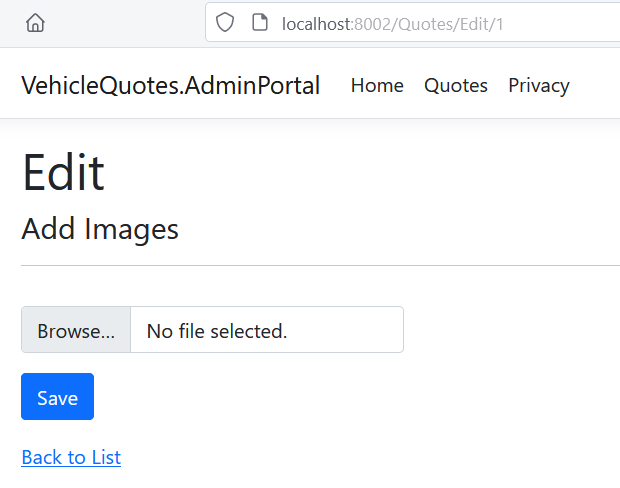 localhost:8002/Quotes/Edit/1
VehicleQuotes.AdminPortal Home Quotes Privacy
Edit
Add Images
Browse... No file selected.
Save
Back to List